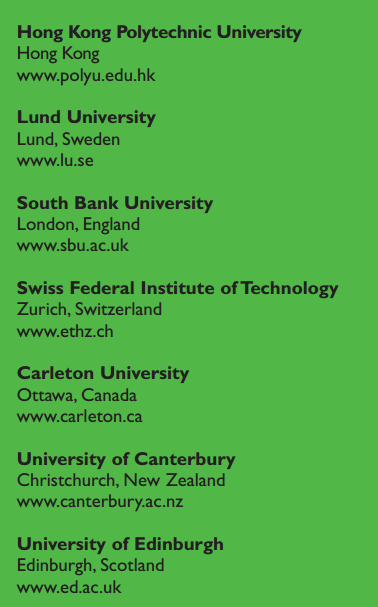 Hong Kong Polytechnic University
Hong Kong
www.polyu.edu.hk
Lund University
Lund, Sweden
www.lu.se
South Bank University
London, England
www.sbu.ac.uk
Swiss Federal Institute of Technology
Zurich, Switzerland
www.ethz.ch
Carleton University
Ottawa, Canada
www.carleton.ca
University of Canterbury
Christchurch, New Zealand
www.canterbury.ac.nz
University of Edinburgh
Edinburgh, Scotland
www.ed.ac.uk